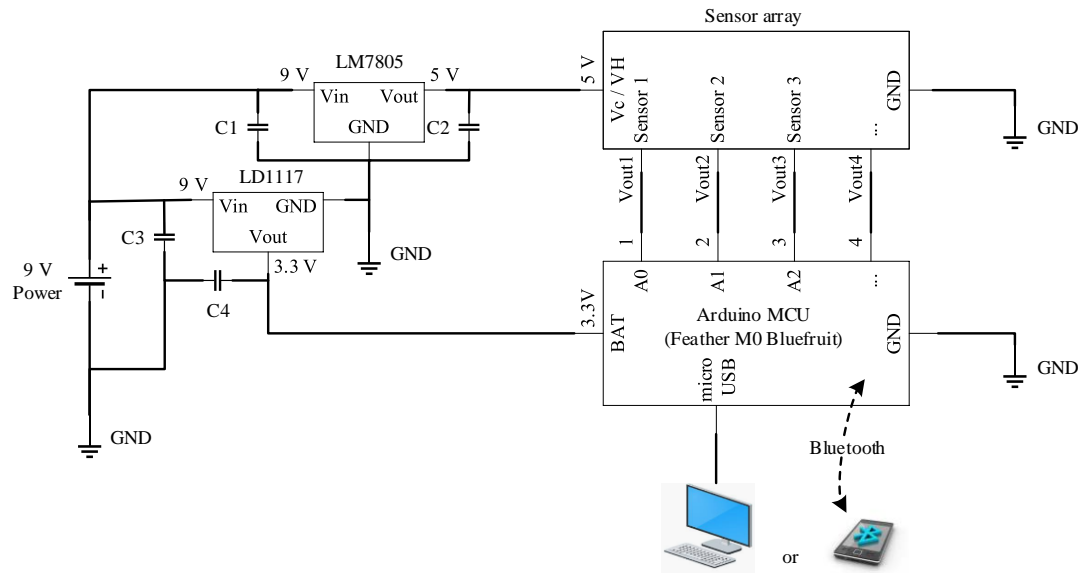 Sensor array
LM7805
9 V
5 V
Vin
Vout
GND
C1
C2
5 V
Vc / VH
Sensor 1
Sensor 2
Sensor 3
...
GND
GND
LD1117
9 V
Vin
GND
Vout
3.3 V
GND
C3
C4
9 V
Power
+
-
GND
Vout1
Vout2
Vout3
Vout4
1
2
3
4
A0
A1
A2
...
3.3V
BAT
Arduino MCU
(Feather M0 Bluefruit)
GND
GND
micro
USB
Bluetooth
or